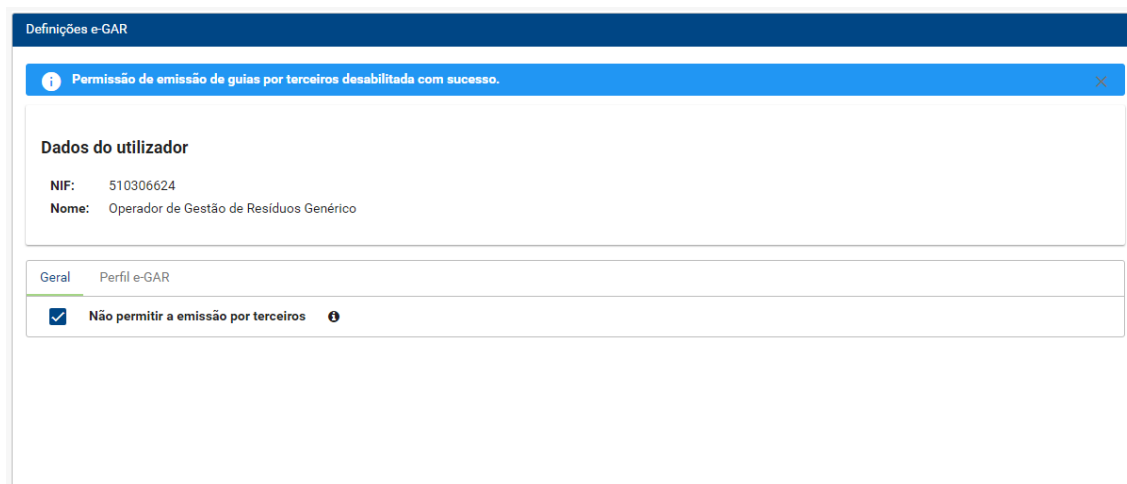 Definições e-GAR
Permissão de emissão de guias por terceiros desabilitada com sucesso.
Dados do utilizador
NIF: 510306624
Nome: Operador de Gestão de Resíduos Genérico
Geral Perfil e-GAR
Não permitir a emissão por terceiros